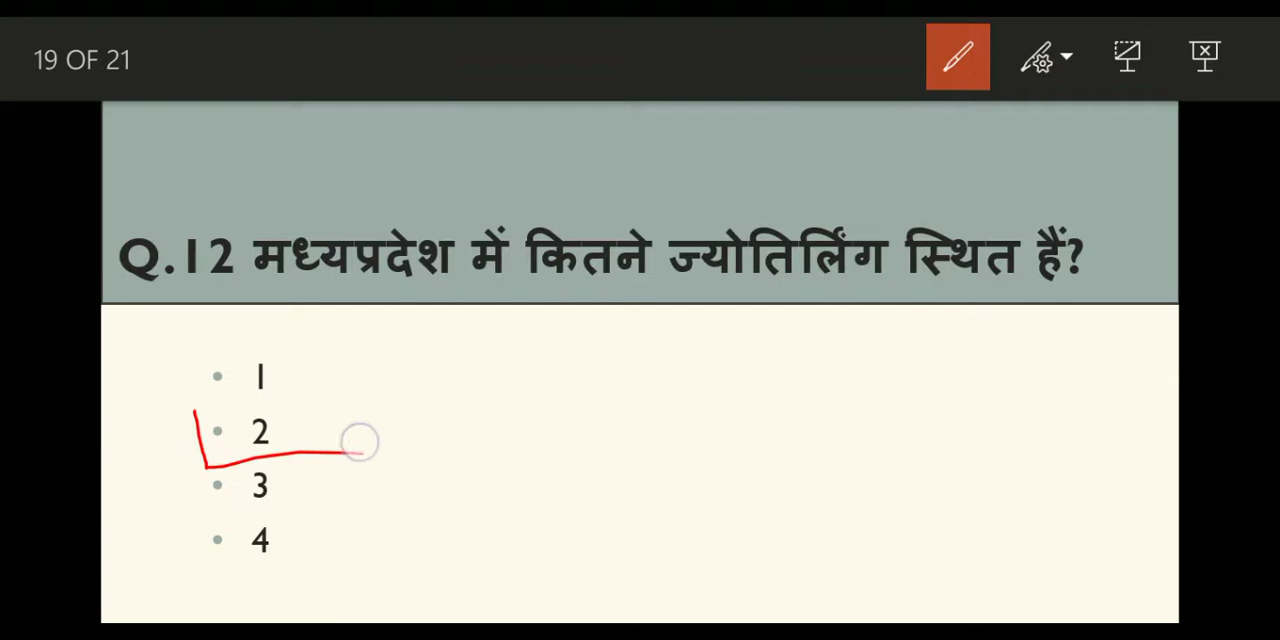 19 OF 21
Q.12 मध्यप्रदेश में कितने ज्योतिर्लिंग स्थित हैं?
• 1
• 2
• 3
• 4